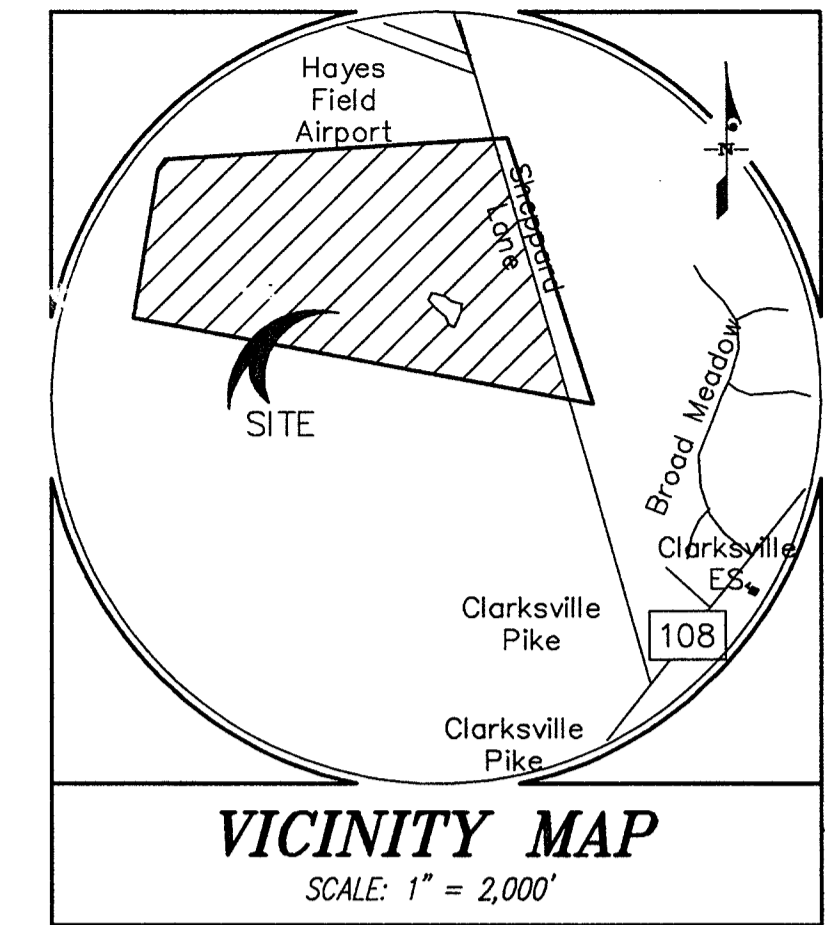 Hayes
Field
Airport
N
Sheppard
Lane
SITE
Broad Meadow
Clarksville
ES
Clarksville
Pike
108
Clarksville
Pike
VICINITY MAP
SCALE: 1" = 2,000'